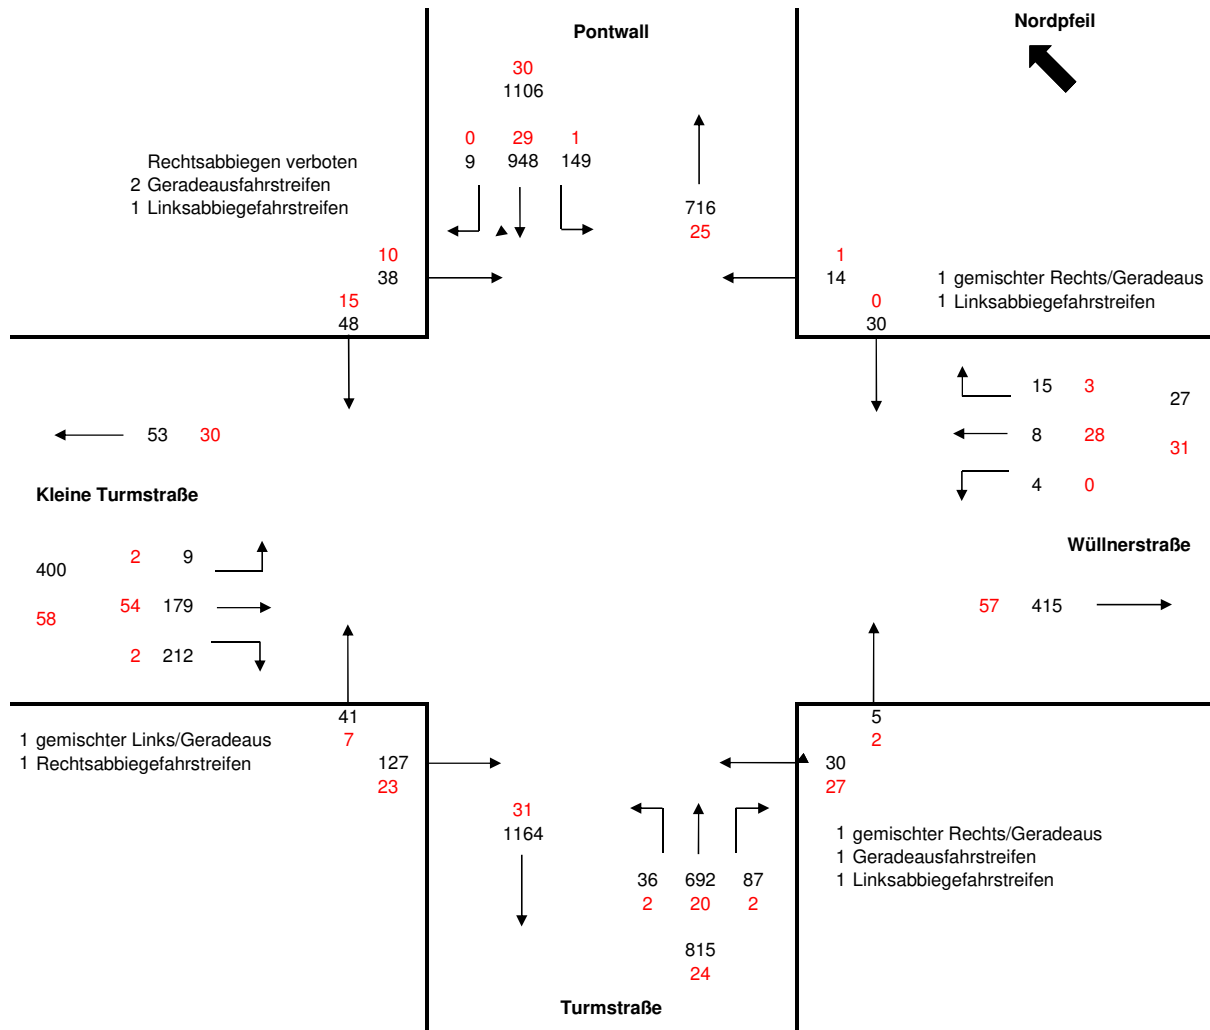 Pontwall
Nordpfeil
30
1106
0 29 1
9 948 149
Rechtsabbiegen verboten
2 Geradeausfahrstreifen
1 Linksabbiegefahrstreifen
716
25
10
38
15
48
1
14
0
30
1 gemischter Rechts/Geradeaus
1 Linksabbiegefahrstreifen
53 30
Kleine Turmstraße
15 3
27
8 28
31
4 0
Wüllnerstraße
2 9
400
54 179
58
2 212
57 415
41
7
127
23
1 gemischter Links/Geradeaus
1 Rechtsabbiegefahrstreifen
5
2
30
27
31
1164
1 gemischter Rechts/Geradeaus
1 Geradeausfahrstreifen
1 Linksabbiegefahrstreifen
36 692 87
2 20 2
815
24
Turmstraße